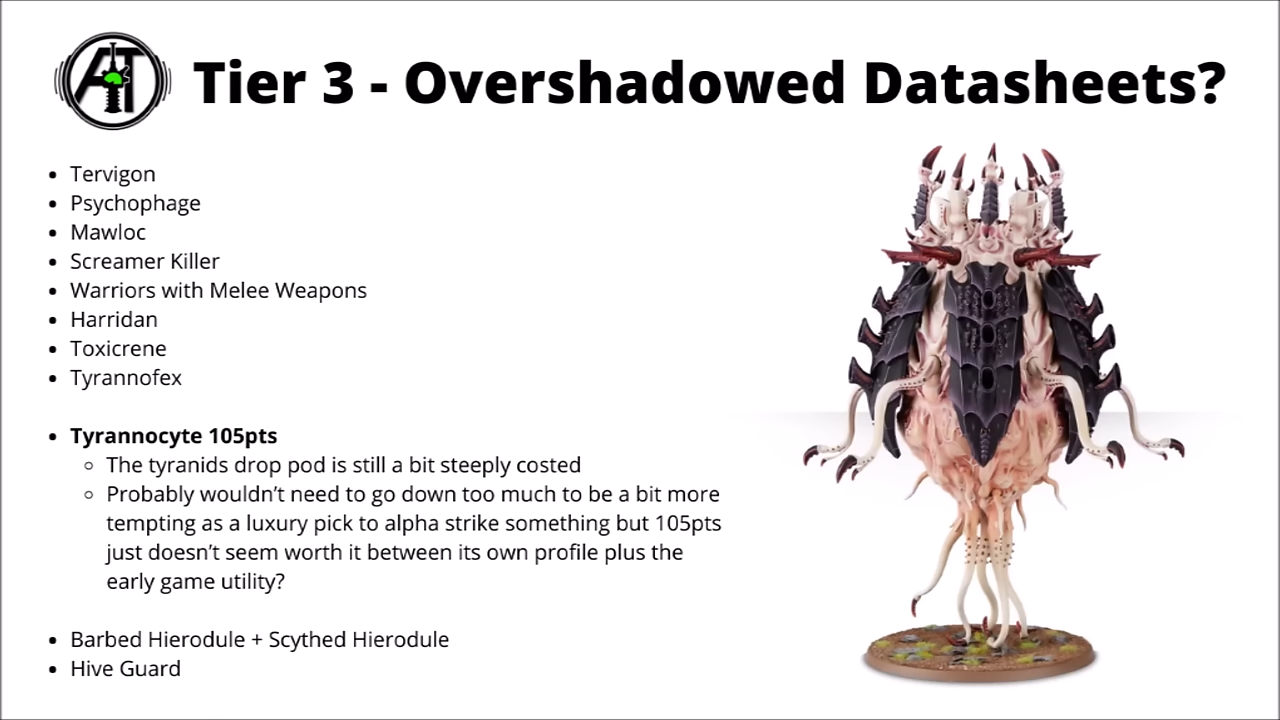 AT
Tier 3 - Overshadowed Datasheets?
Tervigon
Psychophage
Mawloc
Screamer Killer
Warriors with Melee Weapons
Harridan
Toxicrene
Tyrannofex
Tyrannocyte 105pts
The tyranids drop pod is still a bit steeply costed
Probably wouldn't need to go down too much to be a bit more
tempting as a luxury pick to alpha strike something but 105pts
just doesn't seem worth it between its own profile plus the
early game utility?
Barbed Hierodule + Scythed Hierodule
Hive Guard